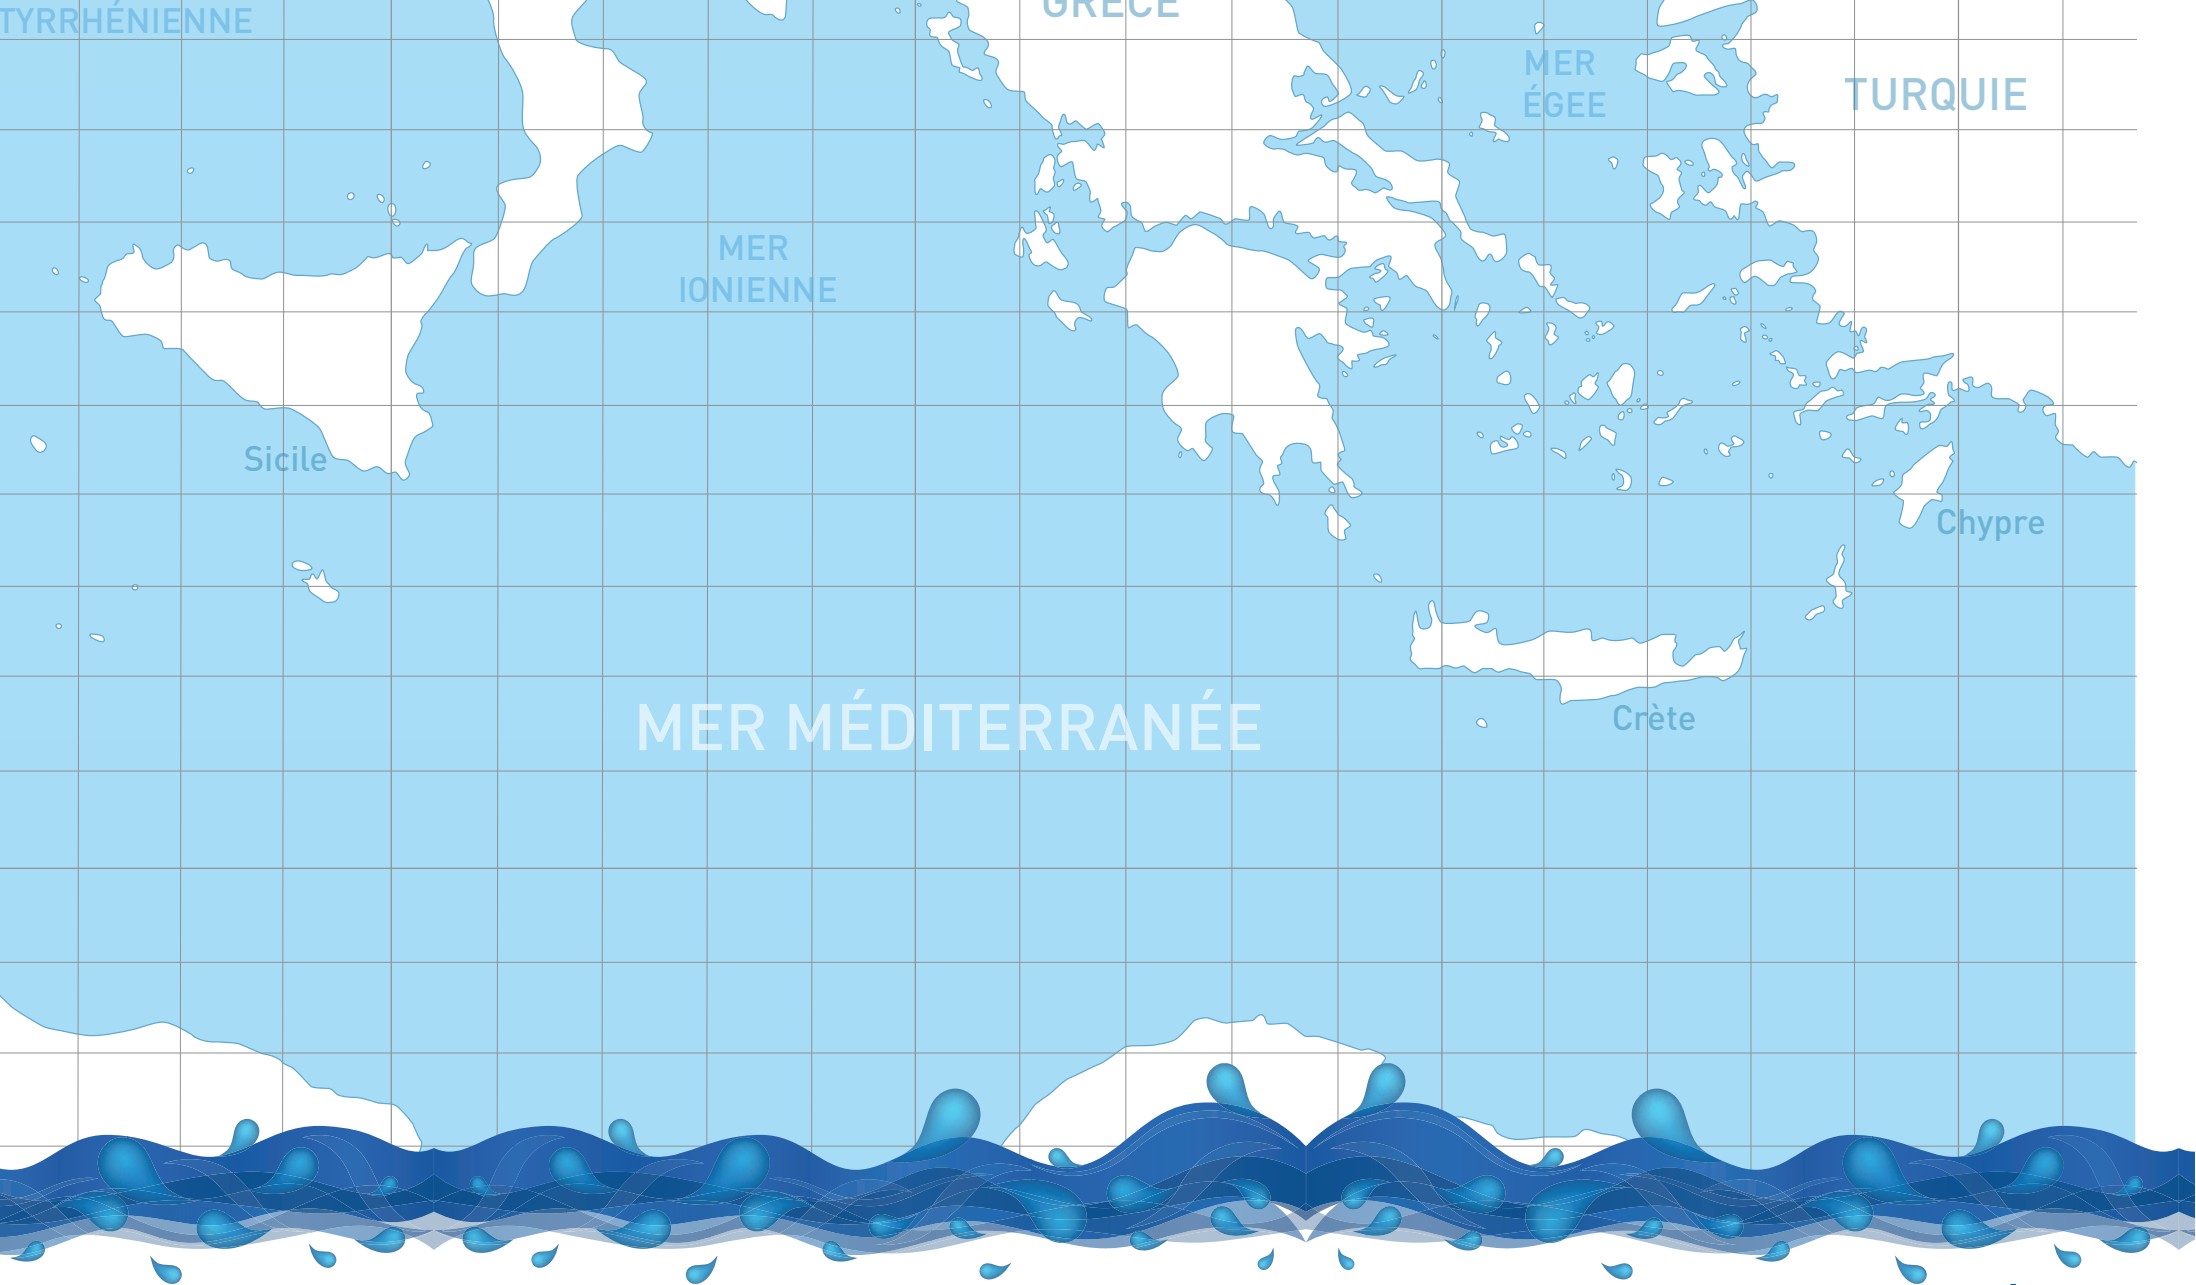 TYRRHÉNIENNE
GRÈCE
MER
ÉGEE
TURQUIE
MER
IONIENNE
Sicile
Chypre
MER MÉDITERRANÉE
Crète